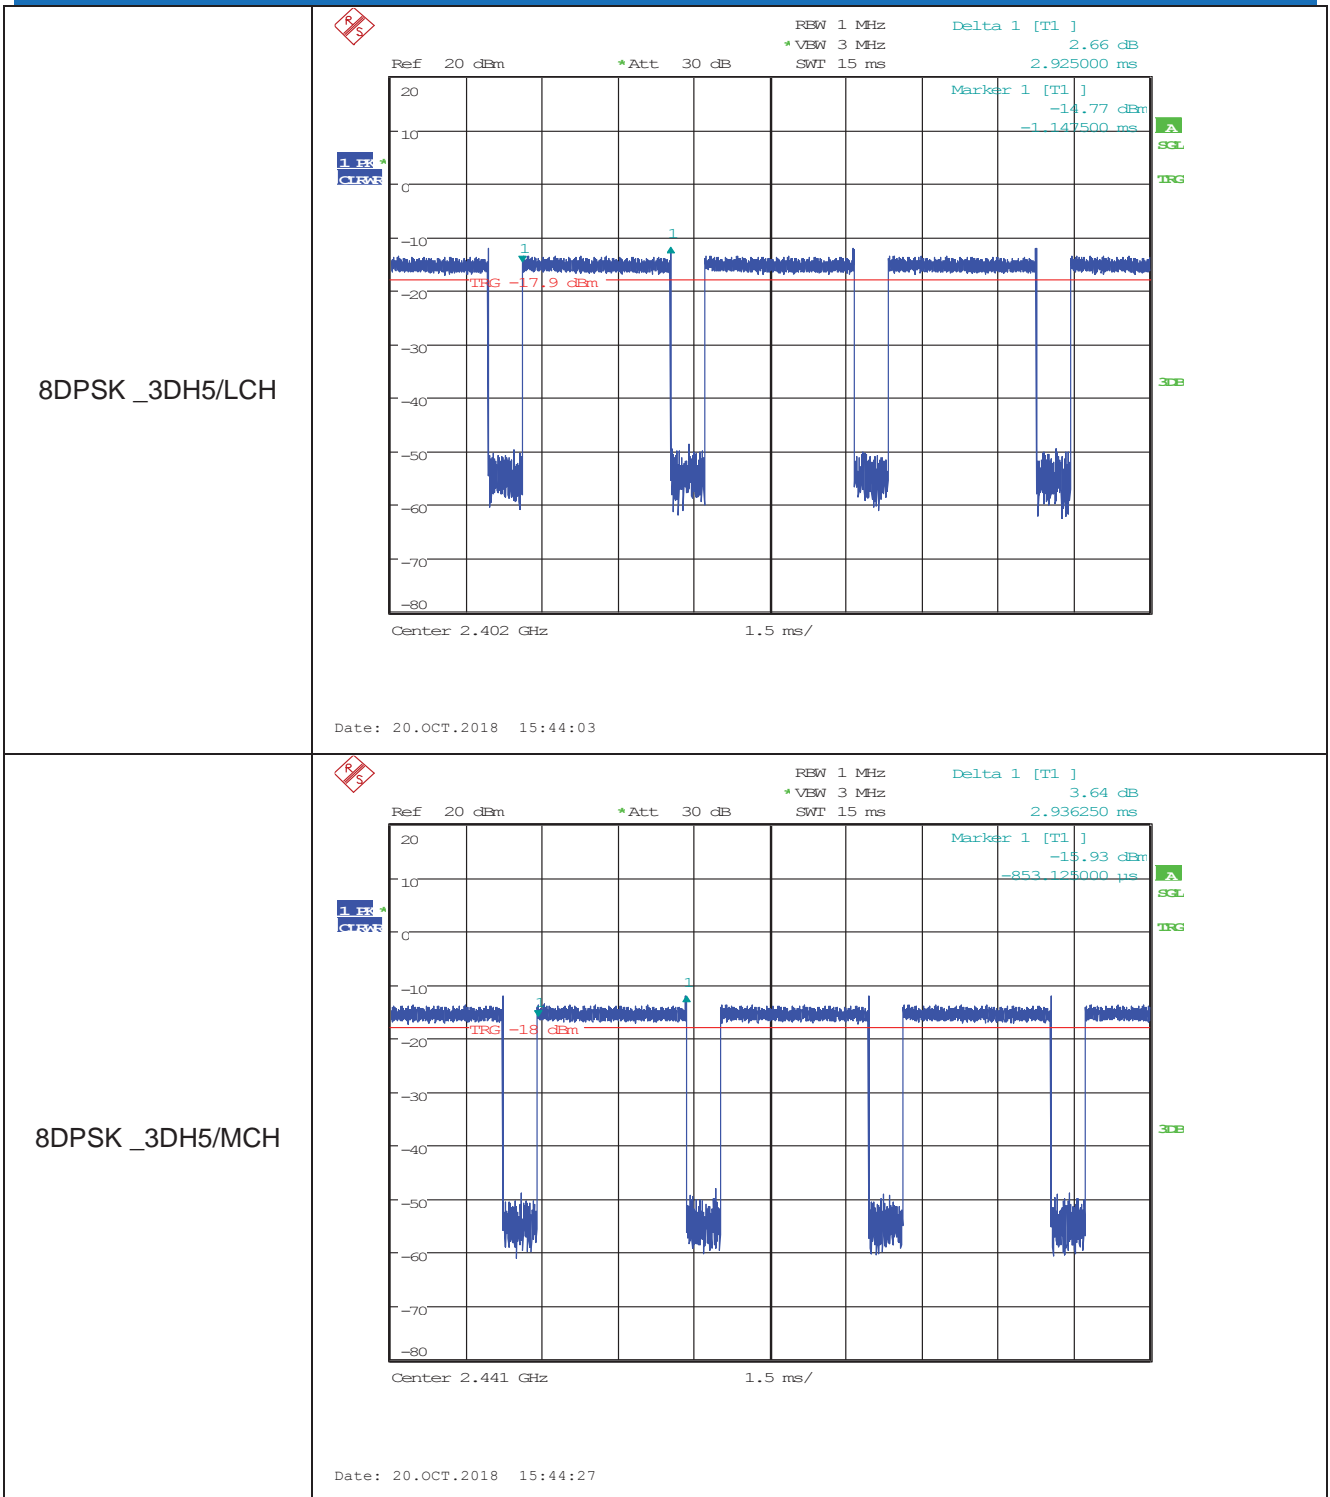 8DPSK _3DH5/LCH
R S
RBW 1 MHz Delta 1 [T1 ]
*VBW 3 MHz 2.66 dB
Ref 20 dBm *Att 30 dB SWT 15 ms 2.925000 ms
20 Marker 1 [T1 ]
-14.77 dBm
10 -1.147500 ms A
SGL
1 PK *
CLRWR TRG
0
1
-10 1
TRG -17.9 dBm
-20
-30
3DB
-40
-50
-60
-70
-80
Center 2.402 GHz 1.5 ms/
Date: 20.OCT.2018 15:44:03
8DPSK _3DH5/MCH
R S
RBW 1 MHz Delta 1 [T1 ]
*VBW 3 MHz 3.64 dB
Ref 20 dBm *Att 30 dB SWT 15 ms 2.936250 ms
20 Marker 1 [T1 ]
-15.93 dBm
10 -853.125000 µs A
SGL
1 PK *
CLRWR TRG
0
1
-10
1
TRG -18 dBm
-20
-30
3DB
-40
-50
-60
-70
-80
Center 2.441 GHz 1.5 ms/
Date: 20.OCT.2018 15:44:27